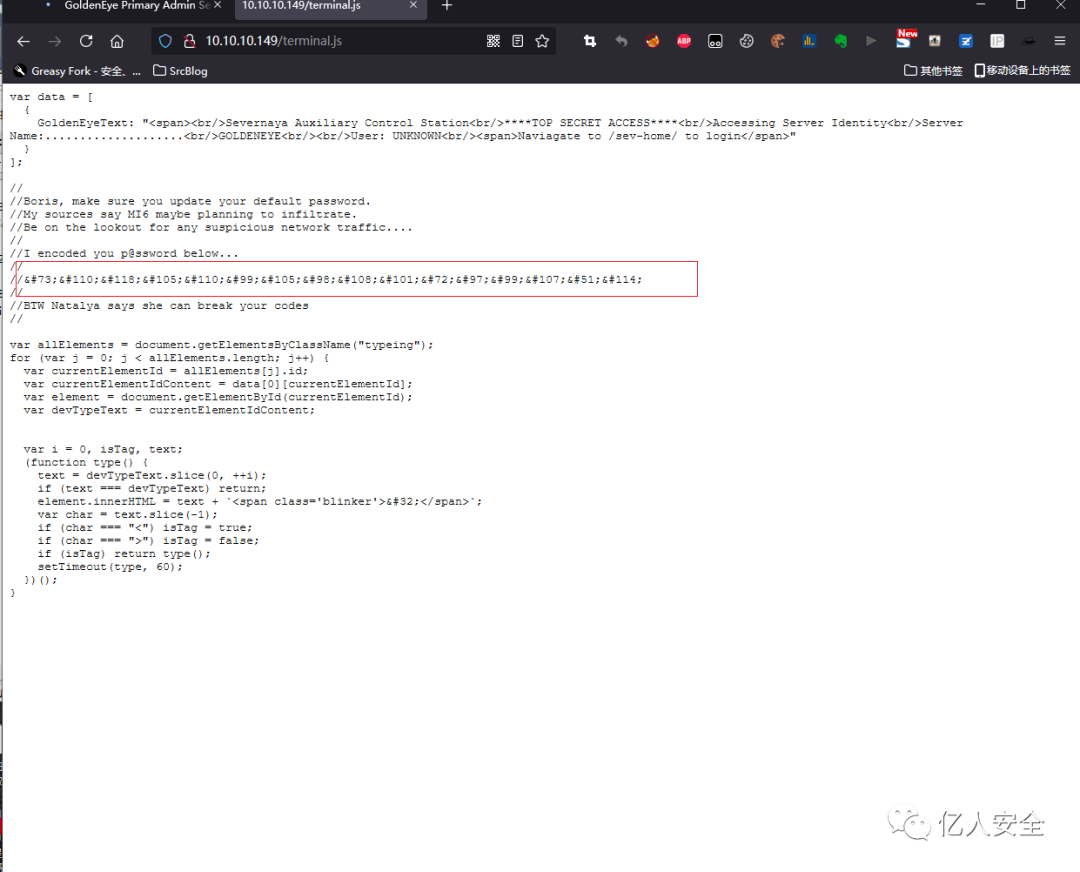 GoldenEye Primary Admin Se
10.10.10.149/terminal.js
10.10.10.149/terminal.js
ABP
New
IP
Greasy Fork - 安全、...
SrcBlog
其他书签
移动设备上的书签
var data = [
{
GoldenEyeText: "<span><br/>Severnaya Auxiliary Control Station<br/>****TOP SECRET ACCESS****<br/>Accessing Server Identity<br/>Server
Name:....................<br/>GOLDENEYE<br/><br/>User: UNKNOWN<br/><span>Naviagate to /sev-home/ to login</span>"
}
];
//
//Boris, make sure you update your default password.
//My sources say MI6 maybe planning to infiltrate.
//Be on the lookout for any suspicious network traffic....
//
//I encoded you p@ssword below...
//
//&#73;&#110;&#118;&#105;&#110;&#99;&#105;&#98;&#108;&#101;&#72;&#97;&#99;&#107;&#51;&#114;
//
//BTW Natalya says she can break your codes
//
var allElements = document.getElementsByClassName("typeing");
for (var j = 0; j < allElements.length; j++) {
var currentElementId = allElements[j].id;
var currentElementIdContent = data[0][currentElementId];
var element = document.getElementById(currentElementId);
var devTypeText = currentElementIdContent;
var i = 0, isTag, text;
(function type() {
text = devTypeText.slice(0, ++i);
if (text === devTypeText) return;
element.innerHTML = text + `<span class='blinker'>&#32;</span>`;
var char = text.slice(-1);
if (char === "<") isTag = true;
if (char === ">") isTag = false;
if (isTag) return type();
setTimeout(type, 60);
})();
}
亿人安全